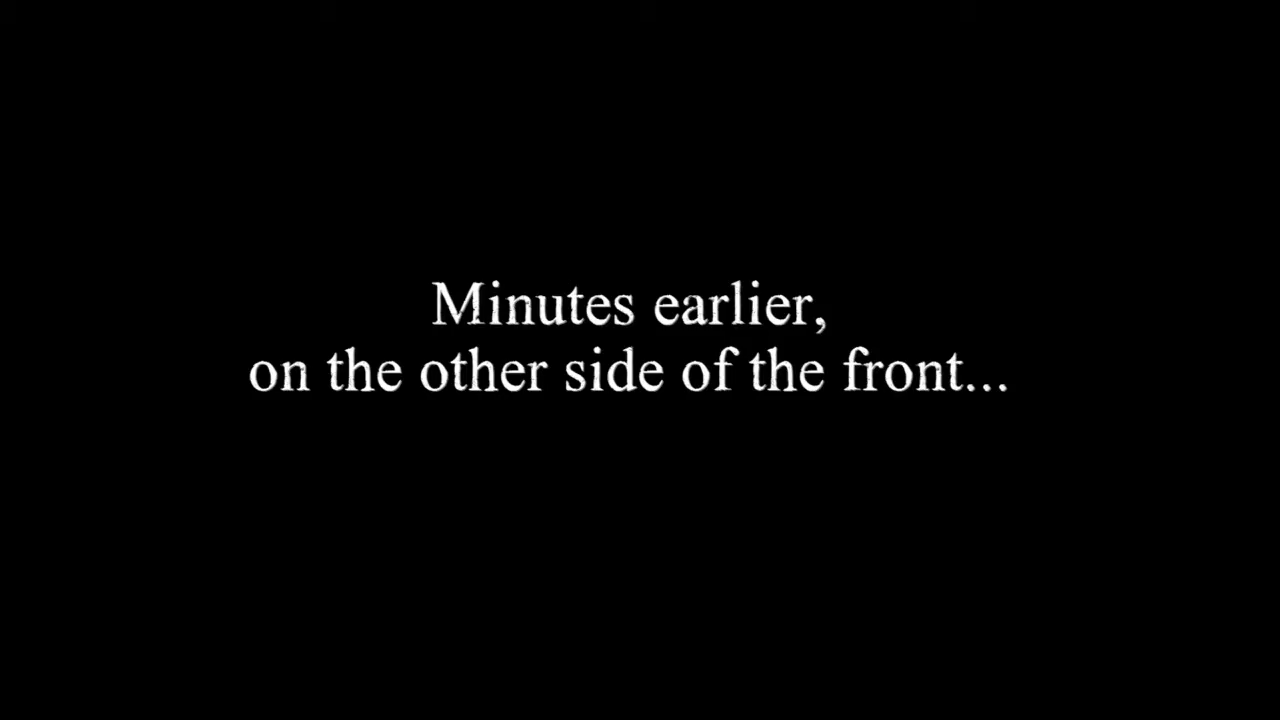 Minutes earlier,
on the other side of the front...